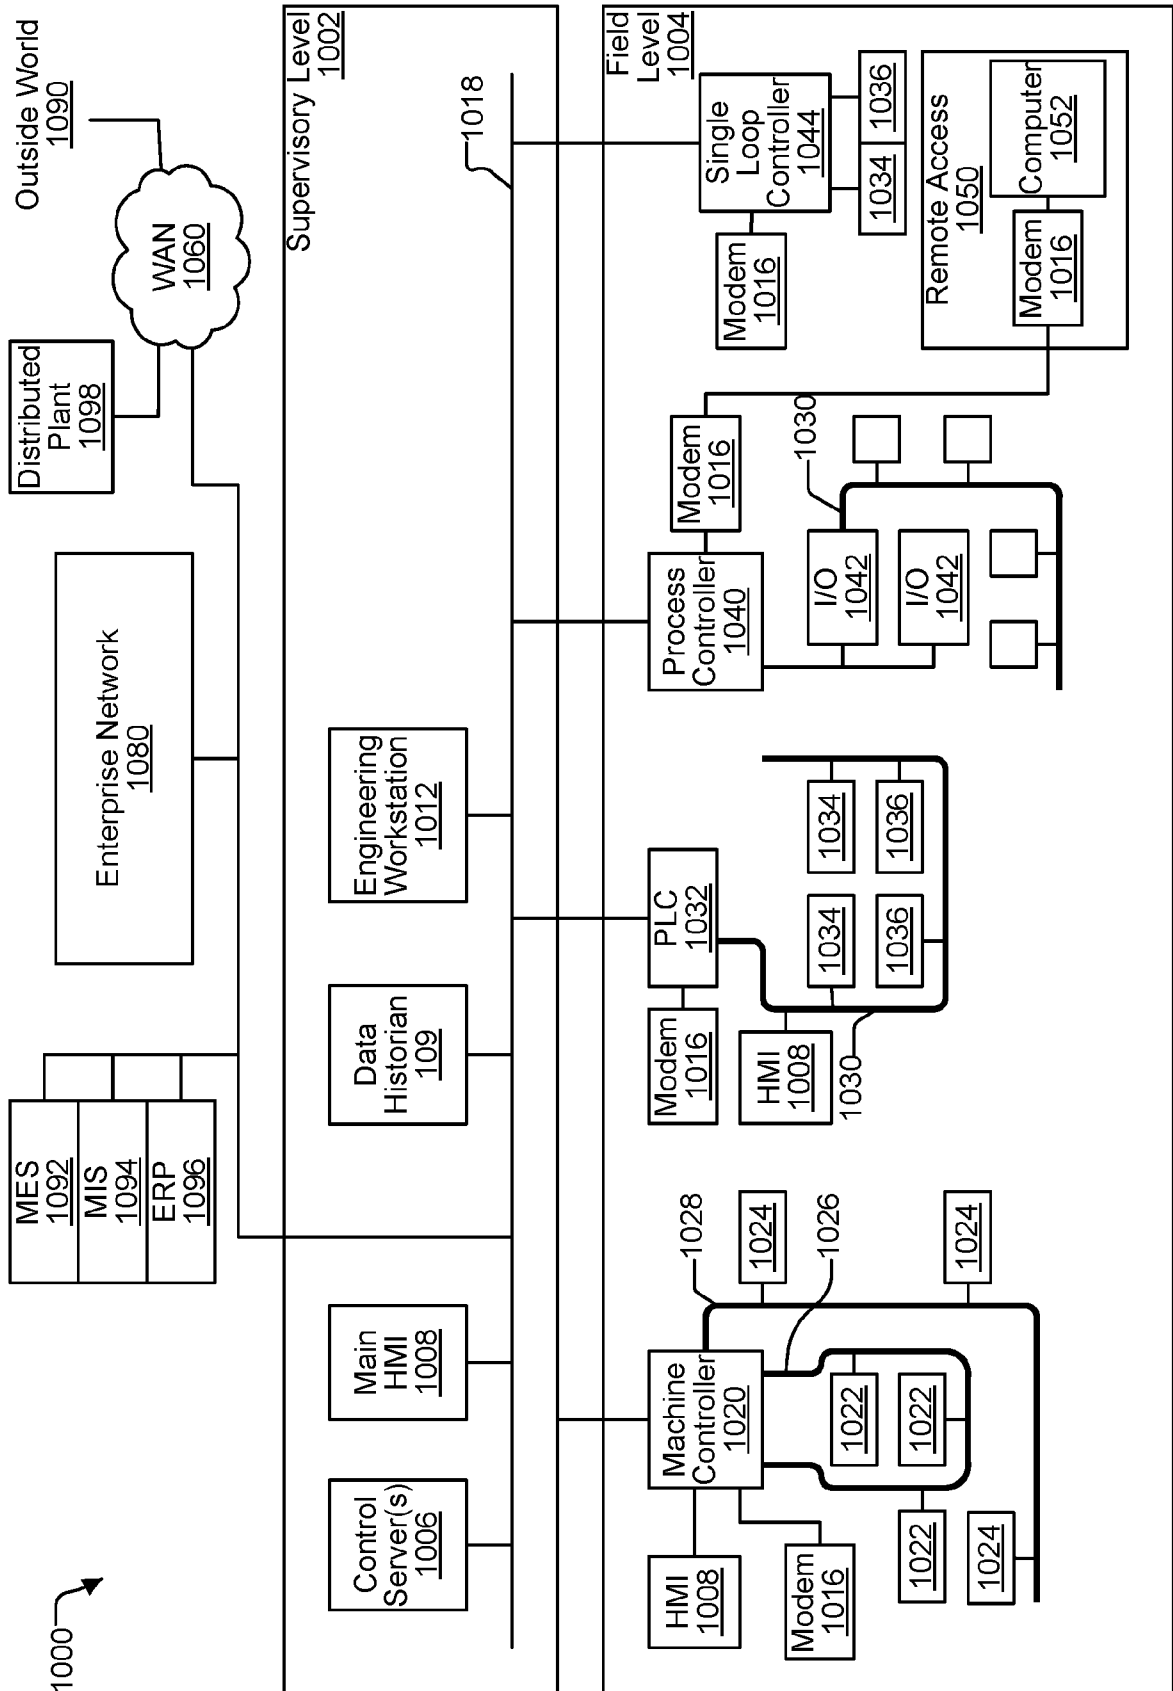 1000
MES
1092
MIS
1094
ERP
1096
Enterprise Network
1080
Distributed
Plant
1098
WAN
1060
Outside World
1090
Supervisory Level
1002
Control
Server(s)
1006
Main
HMI
1008
Data
Historian
109
Engineering
Workstation
1012
1018
Field
Level
1004
HMI
1008
Modem
1016
Machine
Controller
1020
1028
1026
1022
1022
1022
1024
1024
1024
Modem
1016
PLC
1032
HMI
1008
1030
1034
1034
1036
1036
Process
Controller
1040
Modem
1016
I/O
1042
I/O
1042
1030
Modem
1016
Single
Loop
Controller
1044
1034
1036
Remote Access
1050
Modem
1016
Computer
1052